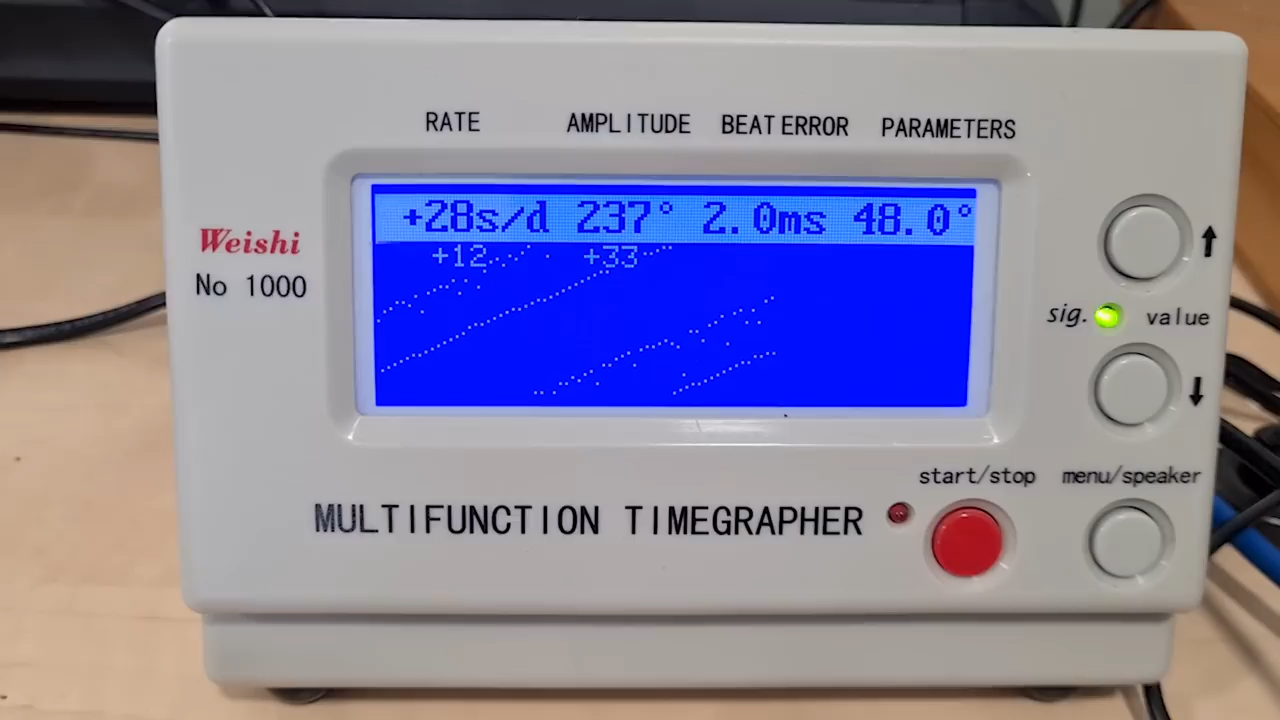 RATE AMPLITUDE BEAT ERROR PARAMETERS
+28s/d 237° 2.0ms 48.0°
+12 +33
Weishi
No 1000
sig. value
start/stop menu/speaker
MULTIFUNCTION TIMEGRAPHER